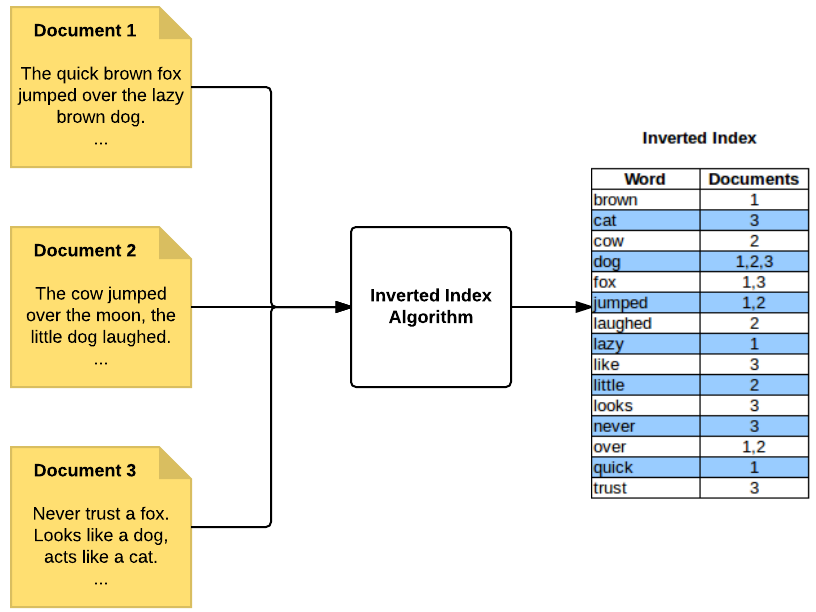 Document 1
The quick brown fox
jumped over the lazy
brown dog.
...
Document 2
The cow jumped
over the moon, the
little dog laughed.
...
Document 3
Never trust a fox.
Looks like a dog,
acts like a cat.
...
Inverted Index
Algorithm
Inverted Index
Word Documents
brown 1
cat 3
cow 2
dog 1,2,3
fox 1,3
jumped 1,2
laughed 2
lazy 1
like 3
little 2
looks 3
never 3
over 1,2
quick 1
trust 3